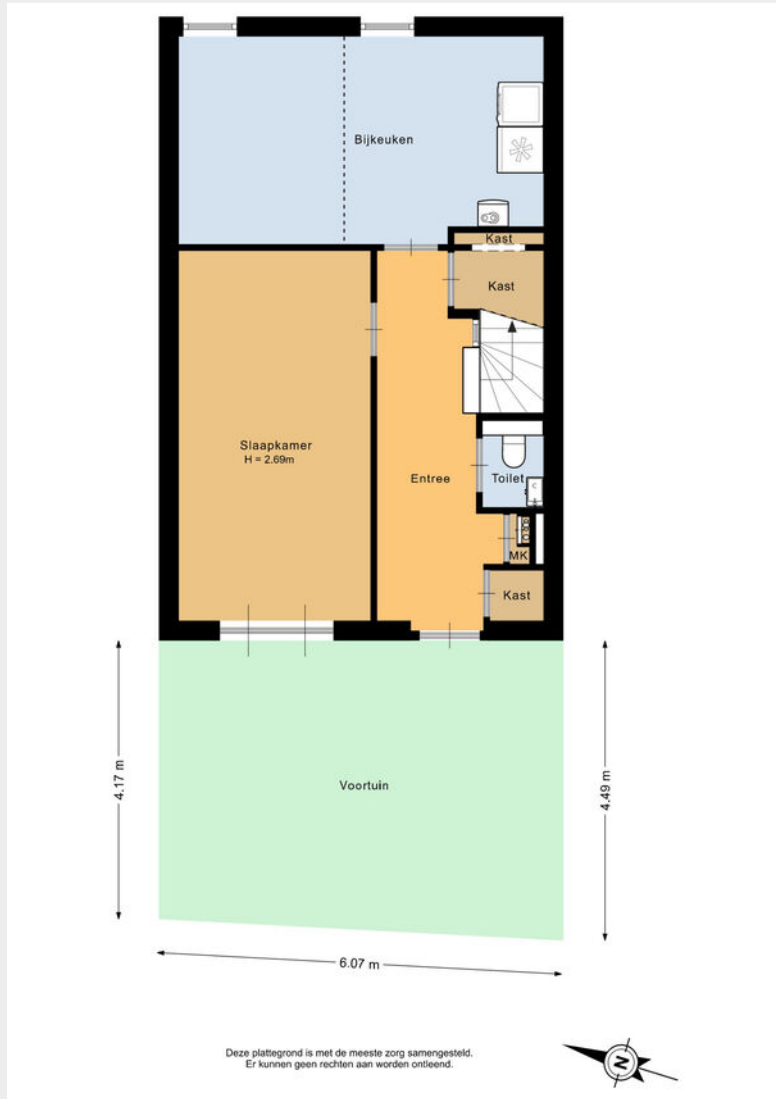 Bijkeuken
Kast
Kast
Slaapkamer
H = 2.69m
Entree
Toilet
MK
Kast
4.17 m
Voortuin
4.49 m
6.07 m
Deze plattegrond is met de meeste zorg samengesteld.
Er kunnen geen rechten aan worden ontleend.
N